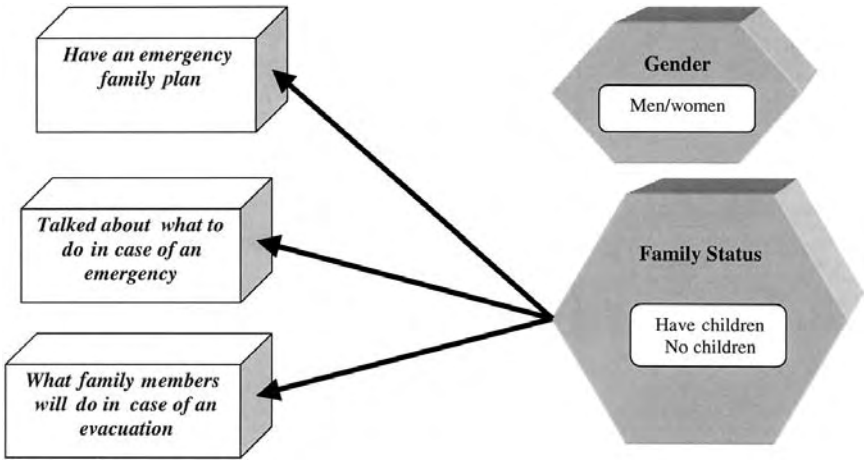 Have an emergency
family plan
Talked about what to
do in case of an
emergency
What family members
will do in case of an
evacuation
Gender
Men/women
Family Status
Have children
No children